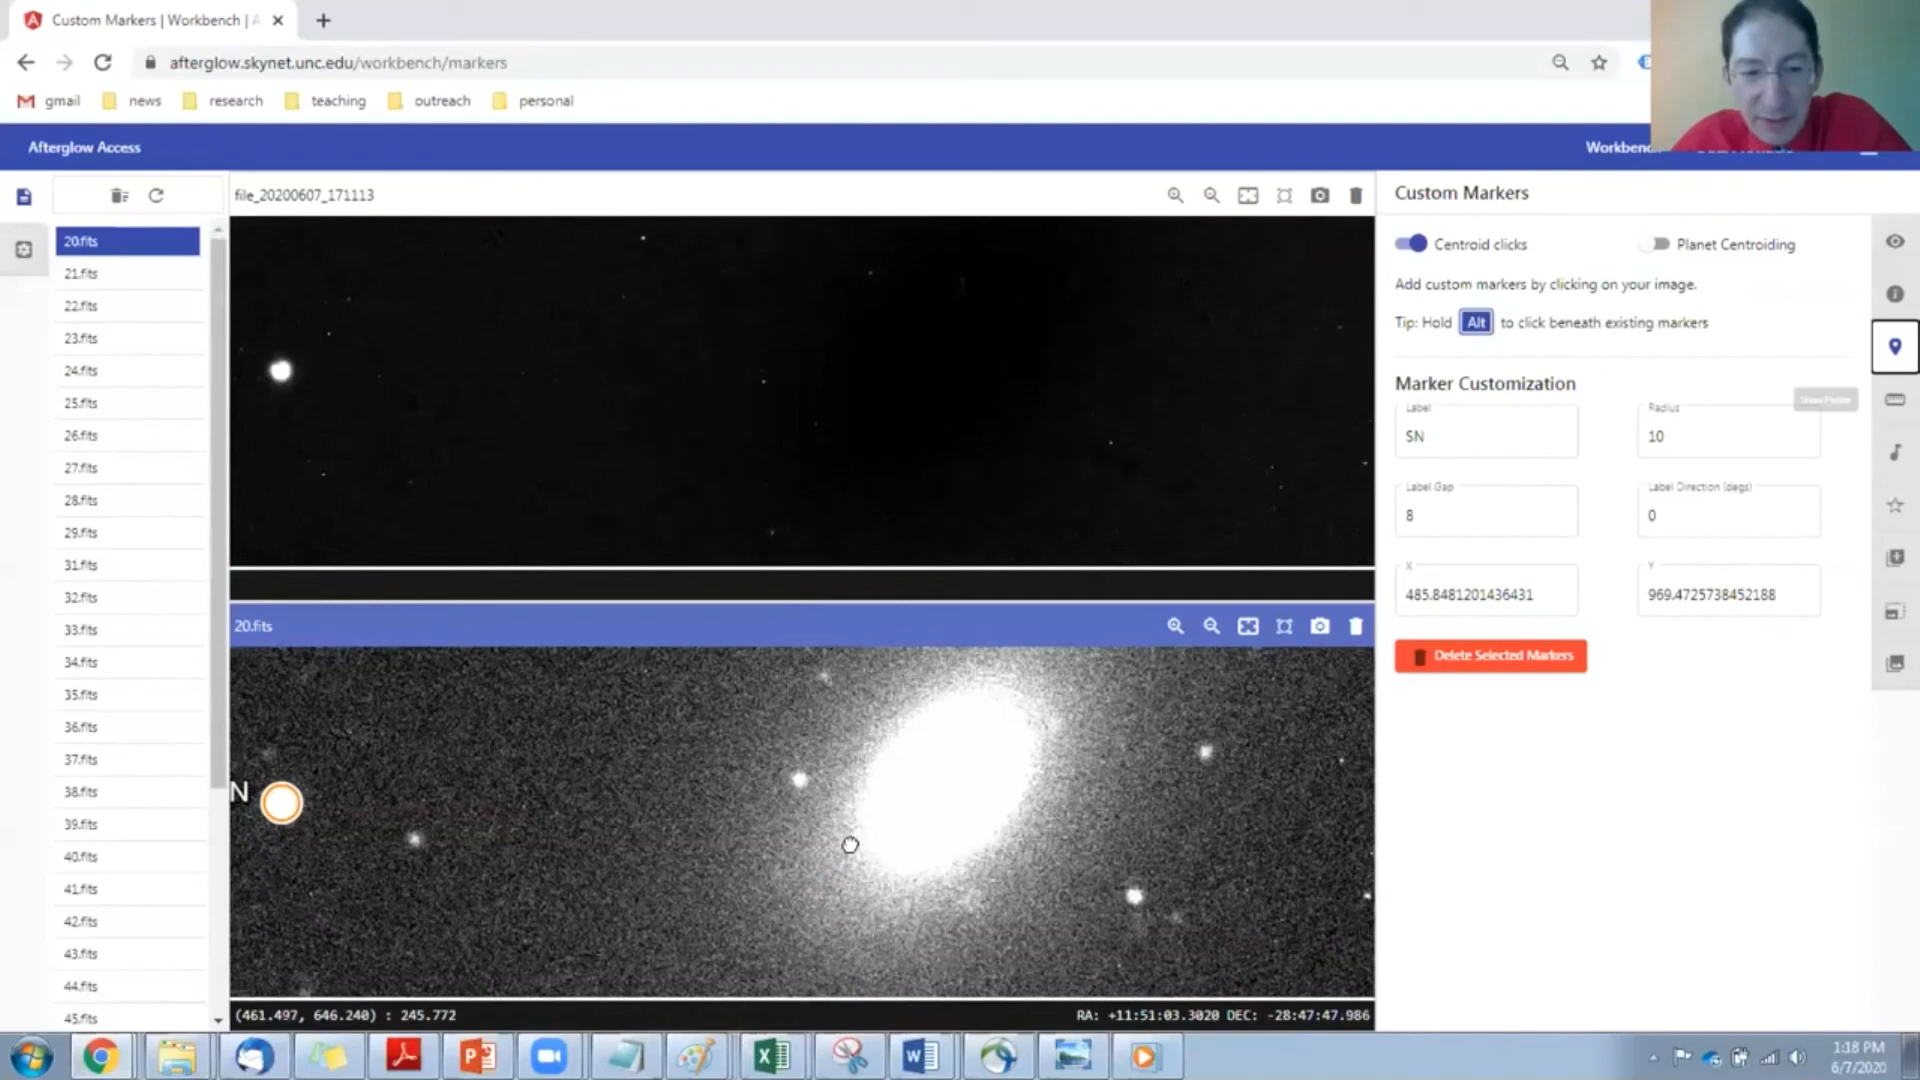 Custom Markers | Workbench | A
afterglow.skynet.unc.edu/workbench/markers
gmail news research teaching outreach personal
Afterglow Access
Workbench
file_20200607_171113
20.fits
21.fits
22.fits
23.fits
24.fits
25.fits
26.fits
27.fits
28.fits
29.fits
31.fits
32.fits
33.fits
34.fits
35.fits
36.fits
37.fits
38.fits
39.fits
40.fits
41.fits
42.fits
43.fits
44.fits
45.fits
20.fits
N
(461.497, 646.240) : 245.772
RA: +11:51:03.3020 DEC: -28:47:47.986
Custom Markers
Centroid clicks Planet Centroiding
Add custom markers by clicking on your image.
Tip: Hold Alt to click beneath existing markers
Marker Customization
Show Plotter
Label Radius
SN 10
Label Gap Label Direction (degs)
8 0
X Y
485.8481201436431 969.4725738452188
Delete Selected Markers
1:18 PM
6/7/2020